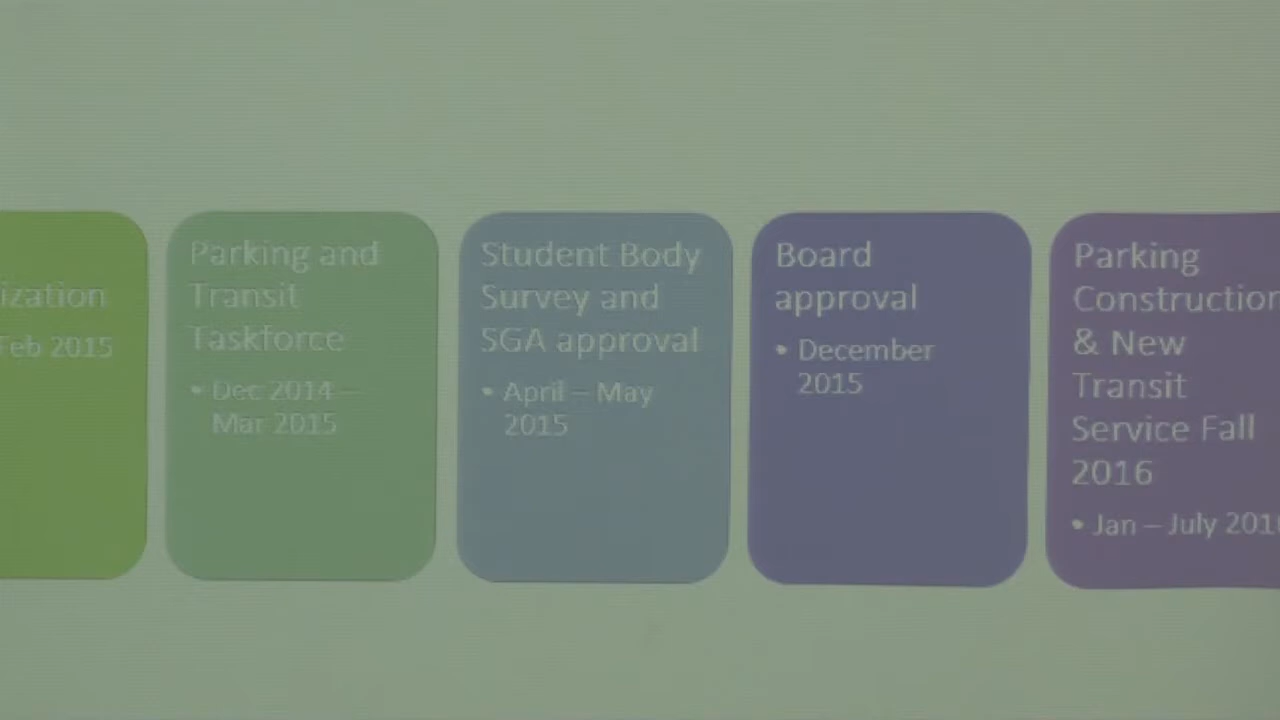 ization
Feb 2015
Parking and
Transit
Taskforce
• Dec 2014 –
Mar 2015
Student Body
Survey and
SGA approval
• April – May
2015
Board
approval
• December
2015
Parking
Construction
& New
Transit
Service Fall
2016
• Jan – July 201